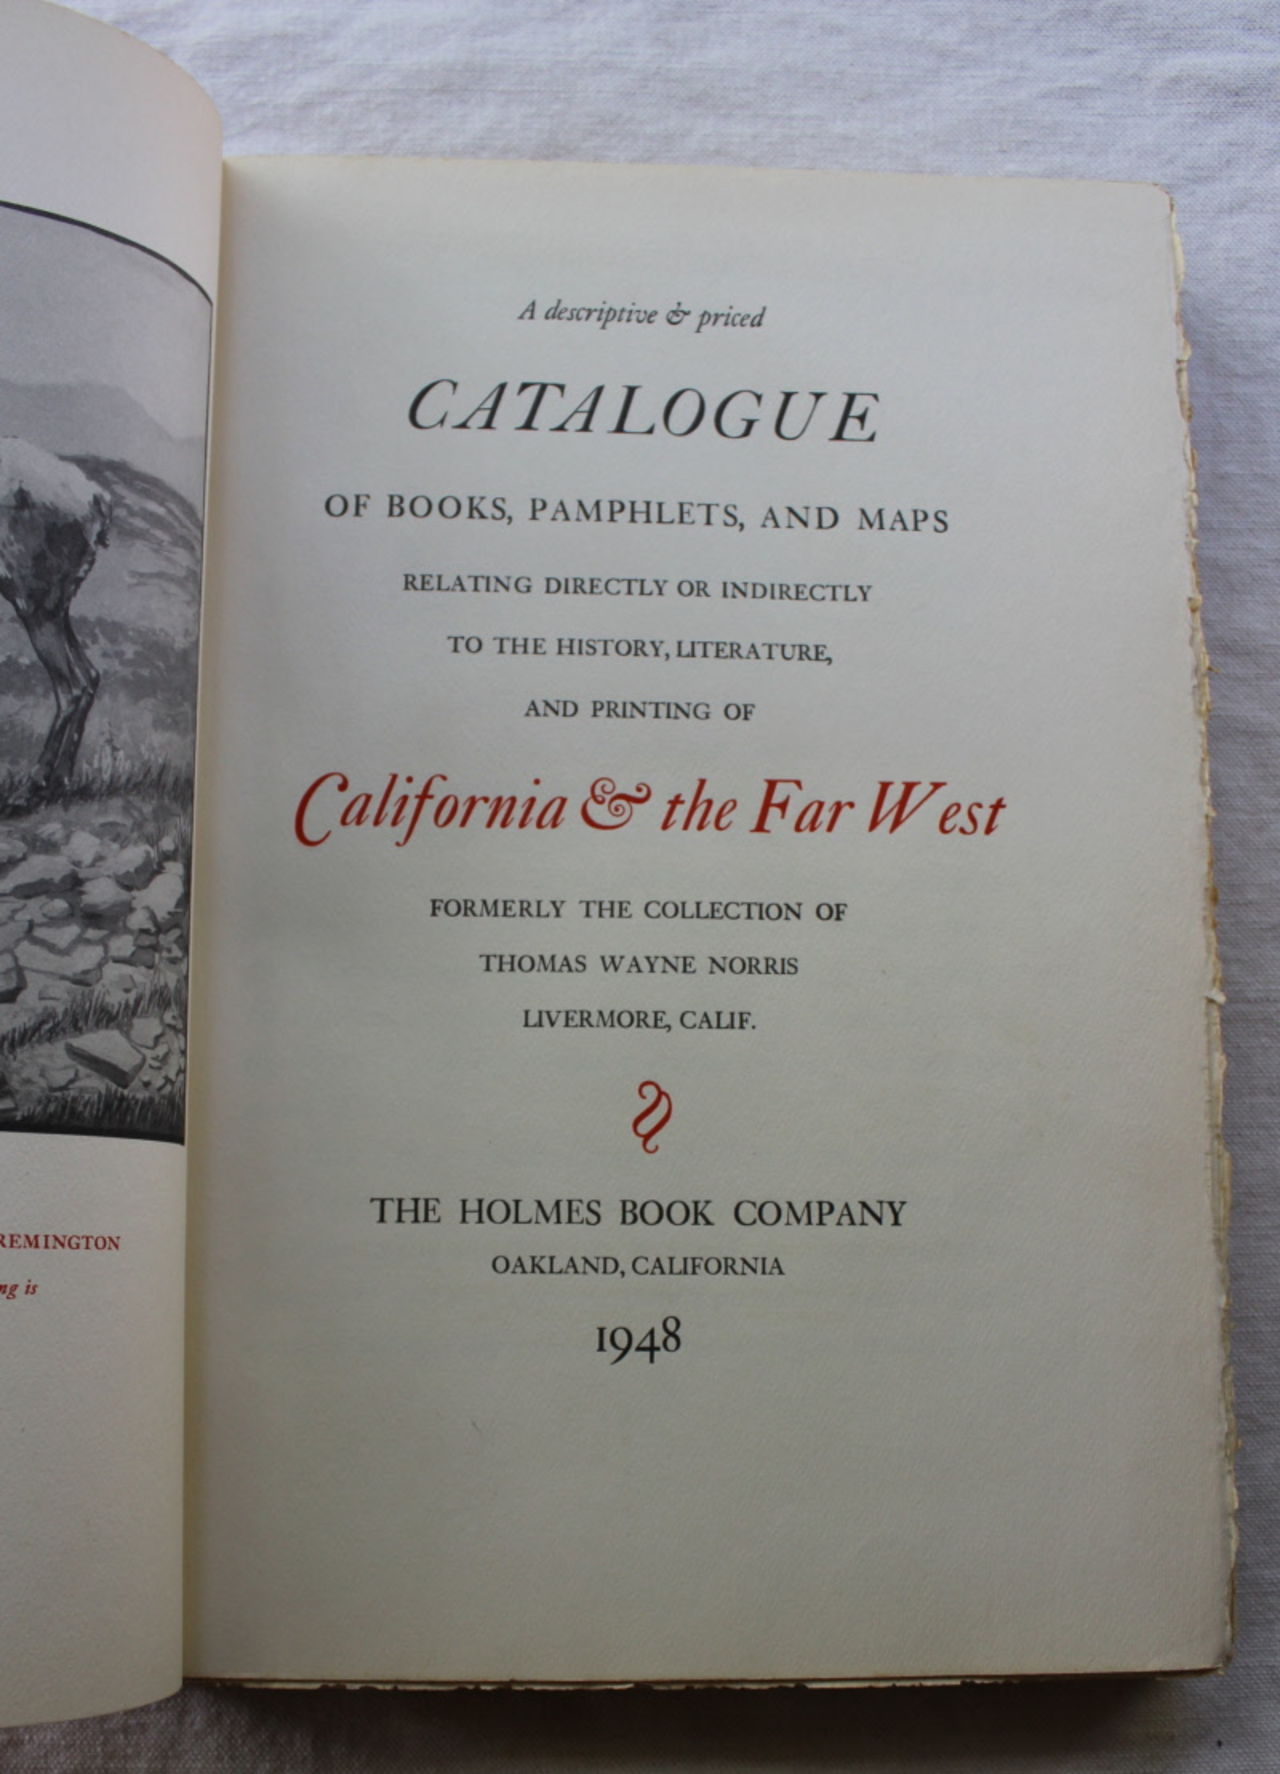 REMINGTON
is
A descriptive & priced
CATALOGUE
OF BOOKS, PAMPHLETS, AND MAPS
RELATING DIRECTLY OR INDIRECTLY
TO THE HISTORY, LITERATURE,
AND PRINTING OF
California & the Far West
FORMERLY THE COLLECTION OF
THOMAS WAYNE NORRIS
LIVERMORE, CALIF.
THE HOLMES BOOK COMPANY
OAKLAND, CALIFORNIA
1948